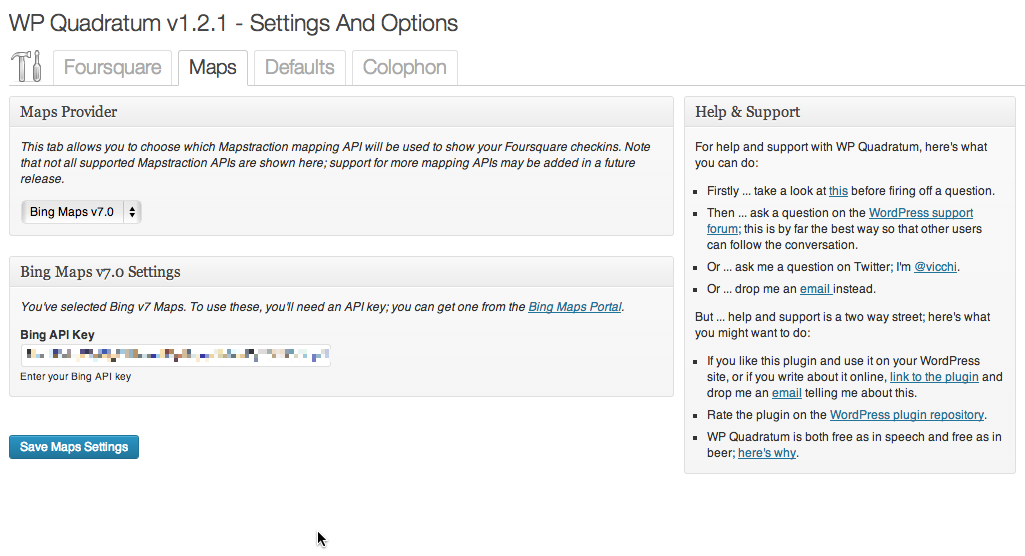 WP Quadratum v1.2.1 - Settings And Options
Foursquare
Maps
Defaults
Colophon
Maps Provider
This tab allows you to choose which Mapstraction mapping API will be used to show your Foursquare checkins. Note
that not all supported Mapstraction APIs are shown here; support for more mapping APIs may be added in a future
release.
Bing Maps v7.0
Bing Maps v7.0 Settings
You've selected Bing v7 Maps. To use these, you'll need an API key; you can get one from the Bing Maps Portal.
Bing API Key
Enter your Bing API key
Save Maps Settings
Help & Support
For help and support with WP Quadratum, here's what
you can do:
Firstly ... take a look at this before firing off a question.
Then ... ask a question on the WordPress support
forum; this is by far the best way so that other users
can follow the conversation.
Or ... ask me a question on Twitter; I'm @vicchi.
Or ... drop me an email instead.
But ... help and support is a two way street; here's what
you might want to do:
If you like this plugin and use it on your WordPress
site, or if you write about it online, link to the plugin and
drop me an email telling me about this.
Rate the plugin on the WordPress plugin repository.
WP Quadratum is both free as in speech and free as in
beer; here's why.